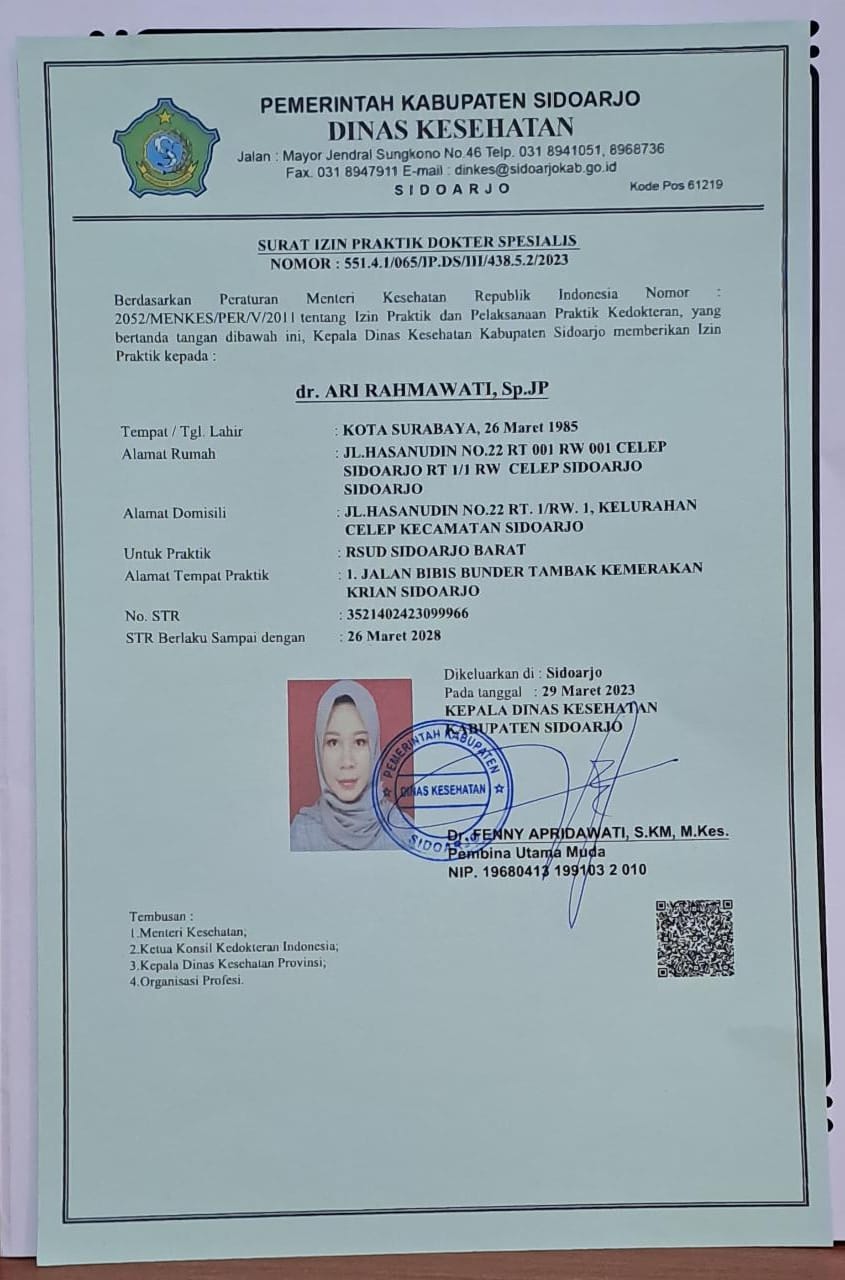 PEMERINTAH KABUPATEN SIDOARJO
DINAS KESEHATAN
Jalan : Mayor Jendral Sungkono No.46 Telp. 031 8941051, 8968736
Fax. 031 8947911 E-mail : dinkes@sidoarjokab.go.id
SIDOARJO Kode Pos 61219
SURAT IZIN PRAKTIK DOKTER SPESIALIS
NOMOR : 551.4.1/065/IP.DS/III/438.5.2/2023
Berdasarkan Peraturan Menteri Kesehatan Republik Indonesia Nomor :
2052/MENKES/PER/V/2011 tentang Izin Praktik dan Pelaksanaan Praktik Kedokteran, yang
bertanda tangan dibawah ini, Kepala Dinas Kesehatan Kabupaten Sidoarjo memberikan Izin
Praktik kepada :
dr. ARI RAHMAWATI, Sp.JP
Tempat / Tgl. Lahir : KOTA SURABAYA, 26 Maret 1985
Alamat Rumah : JL.HASANUDIN NO.22 RT 001 RW 001 CELEP
SIDOARJO RT 1/1 RW CELEP SIDOARJO
SIDOARJO
Alamat Domisili : JL.HASANUDIN NO.22 RT. 1/RW. 1, KELURAHAN
CELEP KECAMATAN SIDOARJO
Untuk Praktik : RSUD SIDOARJO BARAT
Alamat Tempat Praktik : 1. JALAN BIBIS BUNDER TAMBAK KEMERAKAN
KRIAN SIDOARJO
No. STR : 3521402423099966
STR Berlaku Sampai dengan : 26 Maret 2028
Dikeluarkan di : Sidoarjo
Pada tanggal : 29 Maret 2023
KEPALA DINAS KESEHATAN
KABUPATEN SIDOARJO
PEMERINTAH KABUPATEN
DINAS KESEHATAN
SIDOARJO
Dr. FENNY APRIDAWATI, S.KM, M.Kes.
Pembina Utama Muda
NIP. 19680413 199103 2 010
Tembusan :
1.Menteri Kesehatan;
2.Ketua Konsil Kedokteran Indonesia;
3.Kepala Dinas Kesehatan Provinsi;
4.Organisasi Profesi.